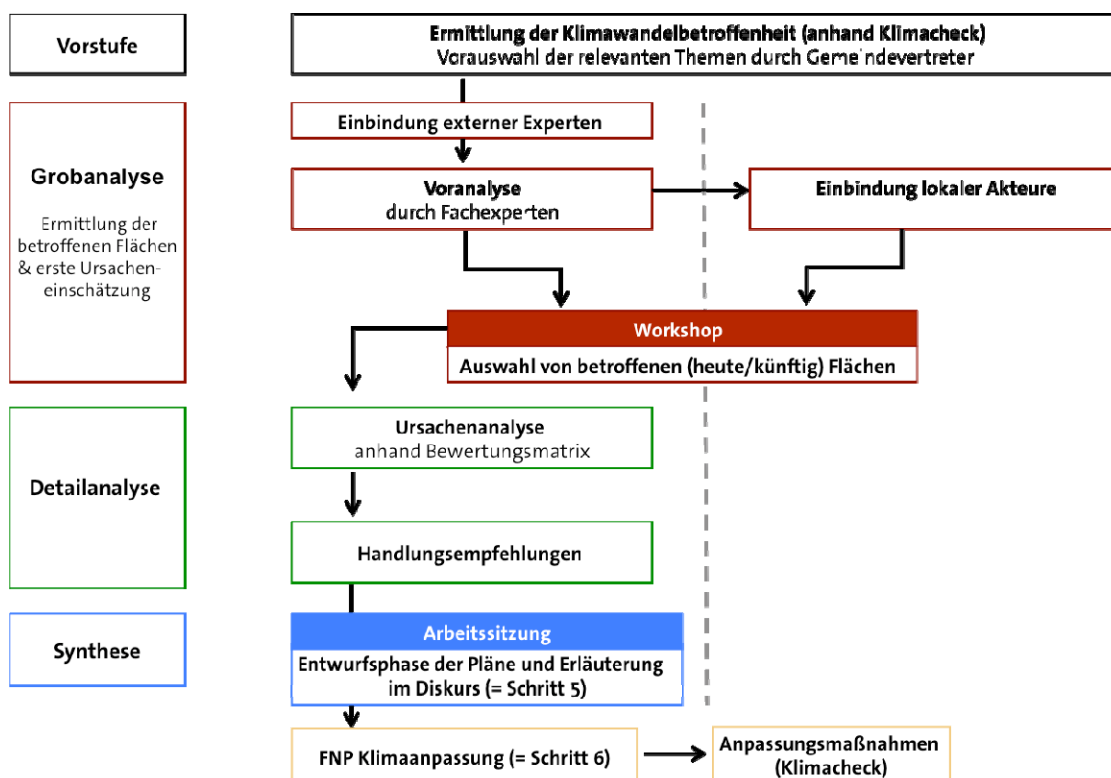 Vorstufe
Ermittlung der Klimawandelbetroffenheit (anhand Klimacheck)
Vorauswahl der relevanten Themen durch Gemeindevertreter
Grobanalyse
Ermittlung der
betroffenen Flächen
& erste Ursachen-
einschätzung
Einbindung externer Experten
Voranalyse
durch Fachexperten
Einbindung lokaler Akteure
Workshop
Auswahl von betroffenen (heute/künftig) Flächen
Detailanalyse
Ursachenanalyse
anhand Bewertungsmatrix
Handlungsempfehlungen
Synthese
Arbeitssitzung
Entwurfsphase der Pläne und Erläuterung
im Diskurs (= Schritt 5)
FNP Klimaanpassung (= Schritt 6)
Anpassungsmaßnahmen
(Klimacheck)